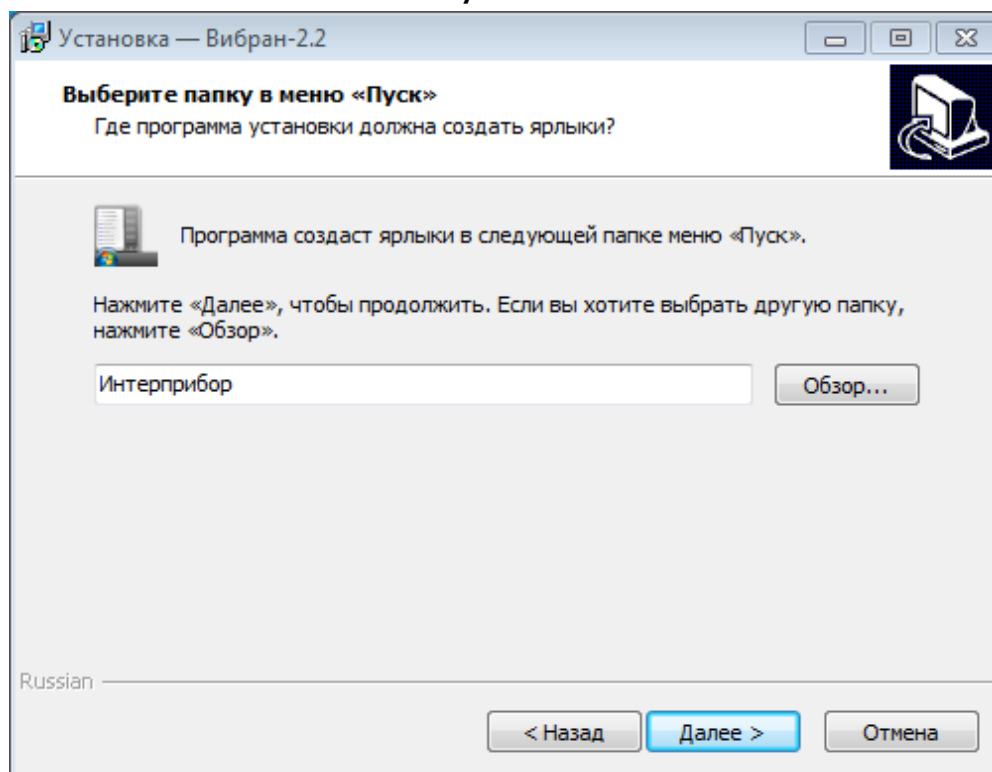 Установка — Вибран-2.2
Выберите папку в меню «Пуск»
Где программа установки должна создать ярлыки?
Программа создаст ярлыки в следующей папке меню «Пуск».
Нажмите «Далее», чтобы продолжить. Если вы хотите выбрать другую папку,
нажмите «Обзор».
Интерприбор
Обзор...
Russian
< Назад
Далее >
Отмена